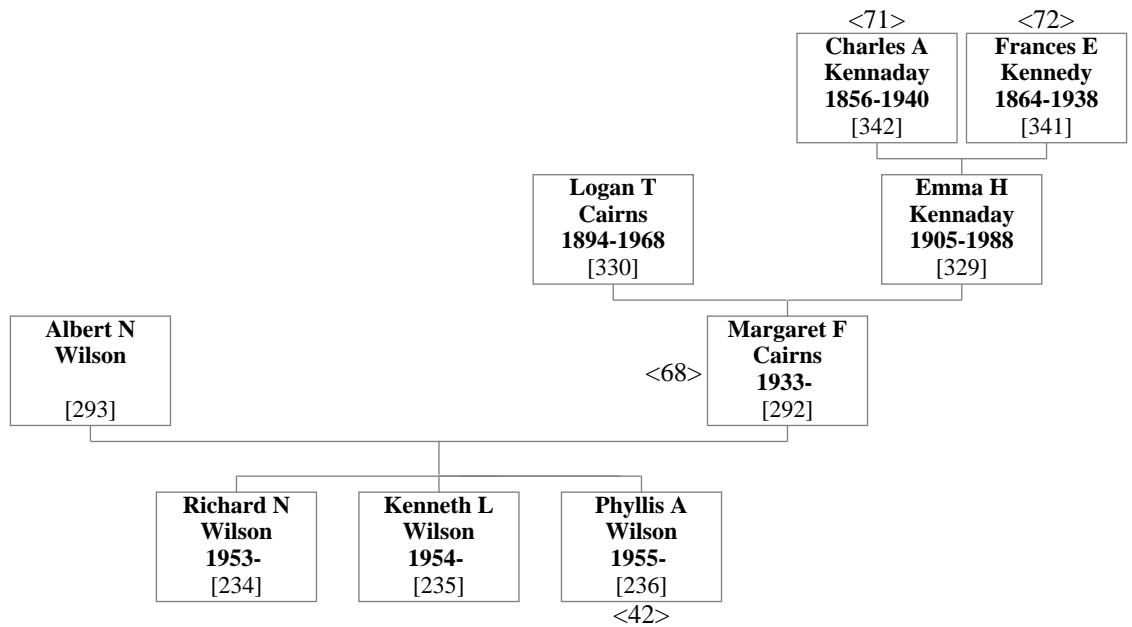 <71>
<72>
Charles A
Kennaday
1856-1940
[342]
Frances E
Kennedy
1864-1938
[341]
Logan T
Cairns
1894-1968
[330]
Emma H
Kennaday
1905-1988
[329]
Albert N
Wilson
[293]
<68>
Margaret F
Cairns
1933-
[292]
Richard N
Wilson
1953-
[234]
Kenneth L
Wilson
1954-
[235]
Phyllis A
Wilson
1955-
[236]
<42>